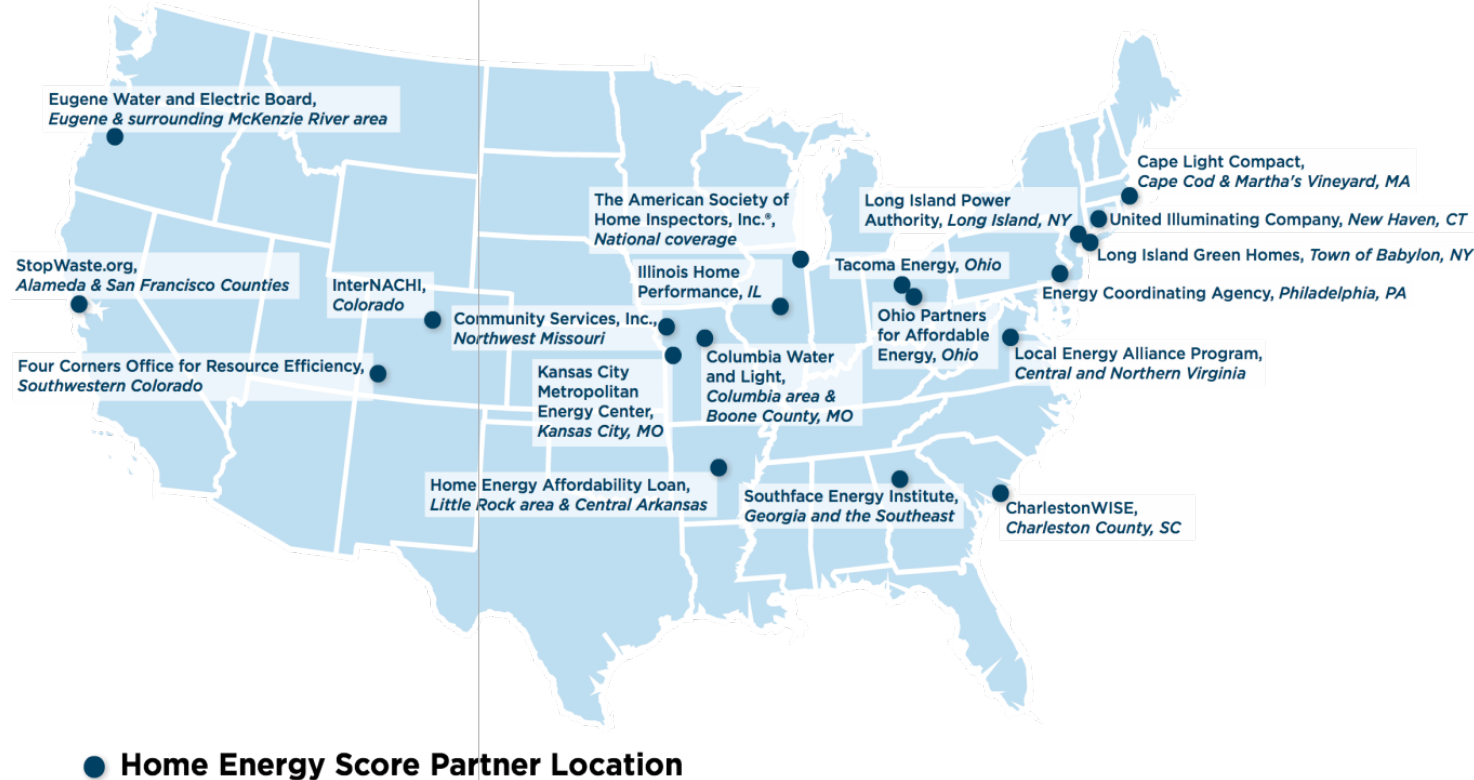 Eugene Water and Electric Board,
Eugene & surrounding McKenzie River area
StopWaste.org,
Alameda & San Francisco Counties
InterNACHI,
Colorado
Four Corners Office for Resource Efficiency,
Southwestern Colorado
The American Society of
Home Inspectors, Inc.®,
National coverage
Illinois Home
Performance, IL
Community Services, Inc.,
Northwest Missouri
Kansas City
Metropolitan
Energy Center,
Kansas City, MO
Columbia Water
and Light,
Columbia area &
Boone County, MO
Home Energy Affordability Loan,
Little Rock area & Central Arkansas
Long Island Power
Authority, Long Island, NY
Tacoma Energy, Ohio
Ohio Partners
for Affordable
Energy, Ohio
Southface Energy Institute,
Georgia and the Southeast
Cape Light Compact,
Cape Cod & Martha's Vineyard, MA
United Illuminating Company, New Haven, CT
Long Island Green Homes, Town of Babylon, NY
Energy Coordinating Agency, Philadelphia, PA
Local Energy Alliance Program,
Central and Northern Virginia
CharlestonWISE,
Charleston County, SC
Home Energy Score Partner Location